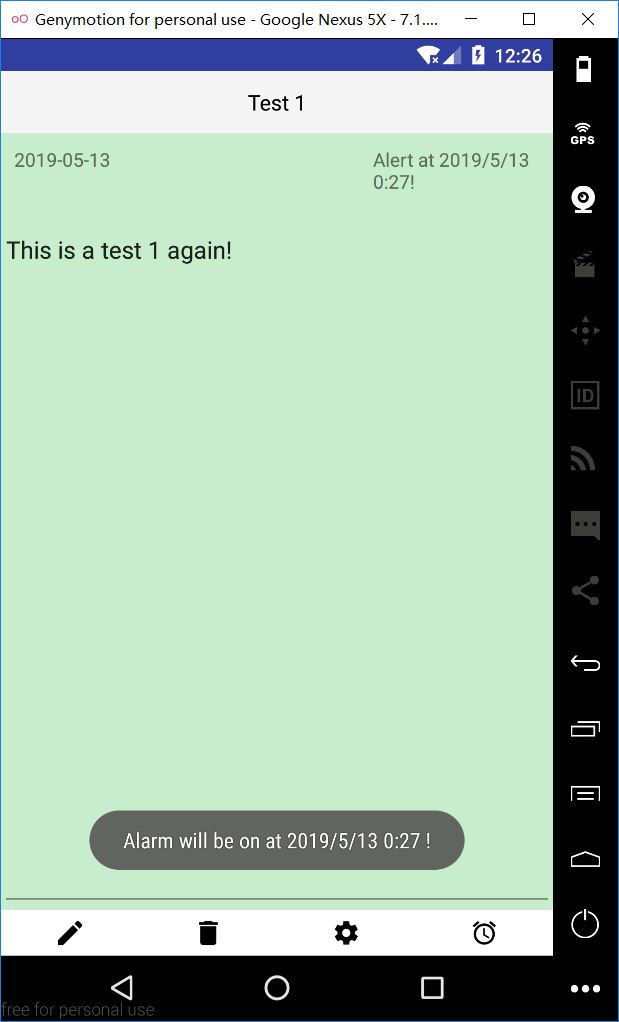 Genymotion for personal use - Google Nexus 5X - 7.1....
12:26
Test 1
GPS
2019-05-13
Alert at 2019/5/13
0:27!
This is a test 1 again!
ID
Alarm will be on at 2019/5/13 0:27 !
free for personal use